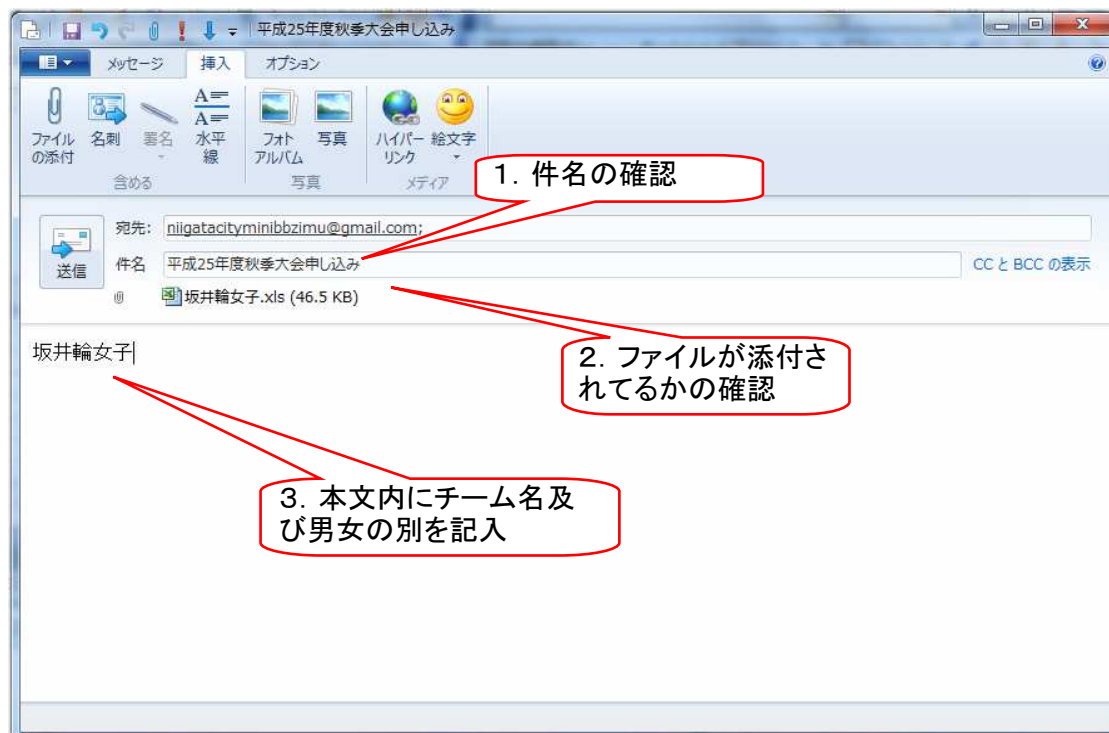 平成25年度秋季大会申し込み
メッセージ 挿入 オプション
ファイルの添付 名刺 署名 水平線 フォトアルバム 写真 ハイパーリンク 絵文字
含める 写真 メディア
1. 件名の確認
宛先: niigatacityminibbzimu@gmail.com;
送信
件名 平成25年度秋季大会申し込み
CC と BCC の表示
坂井輪女子.xls (46.5 KB)
坂井輪女子
2. ファイルが添付さ
れてるかの確認
3. 本文内にチーム名及
び男女の別を記入